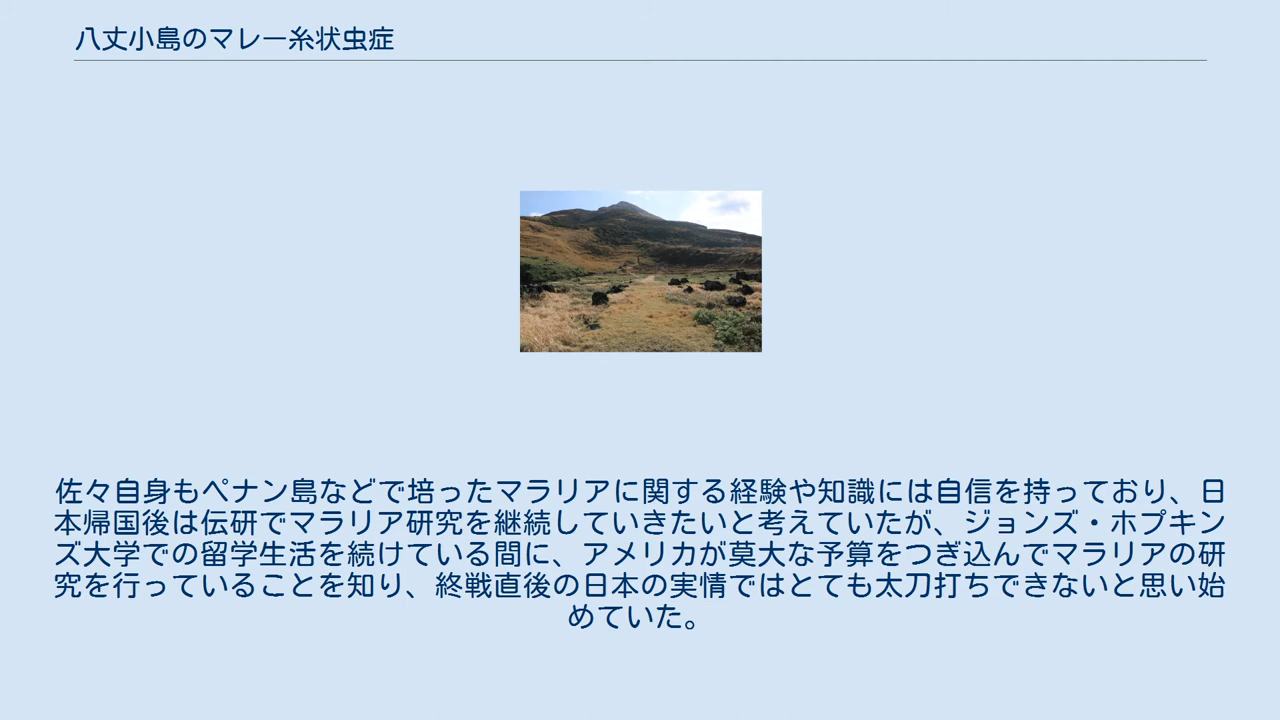 八丈小島のマレー糸状虫症
佐々自身もペナン島などで培ったマラリアに関する経験や知識には自信を持っており、日
本帰国後は伝研でマラリア研究を継続していきたいと考えていたが、ジョンズ・ホプキン
ズ大学での留学生活を続けている間に、アメリカが莫大な予算をつぎ込んでマラリアの研
究を行っていることを知り、終戦直後の日本の実情ではとても太刀打ちできないと思い始
めていた。